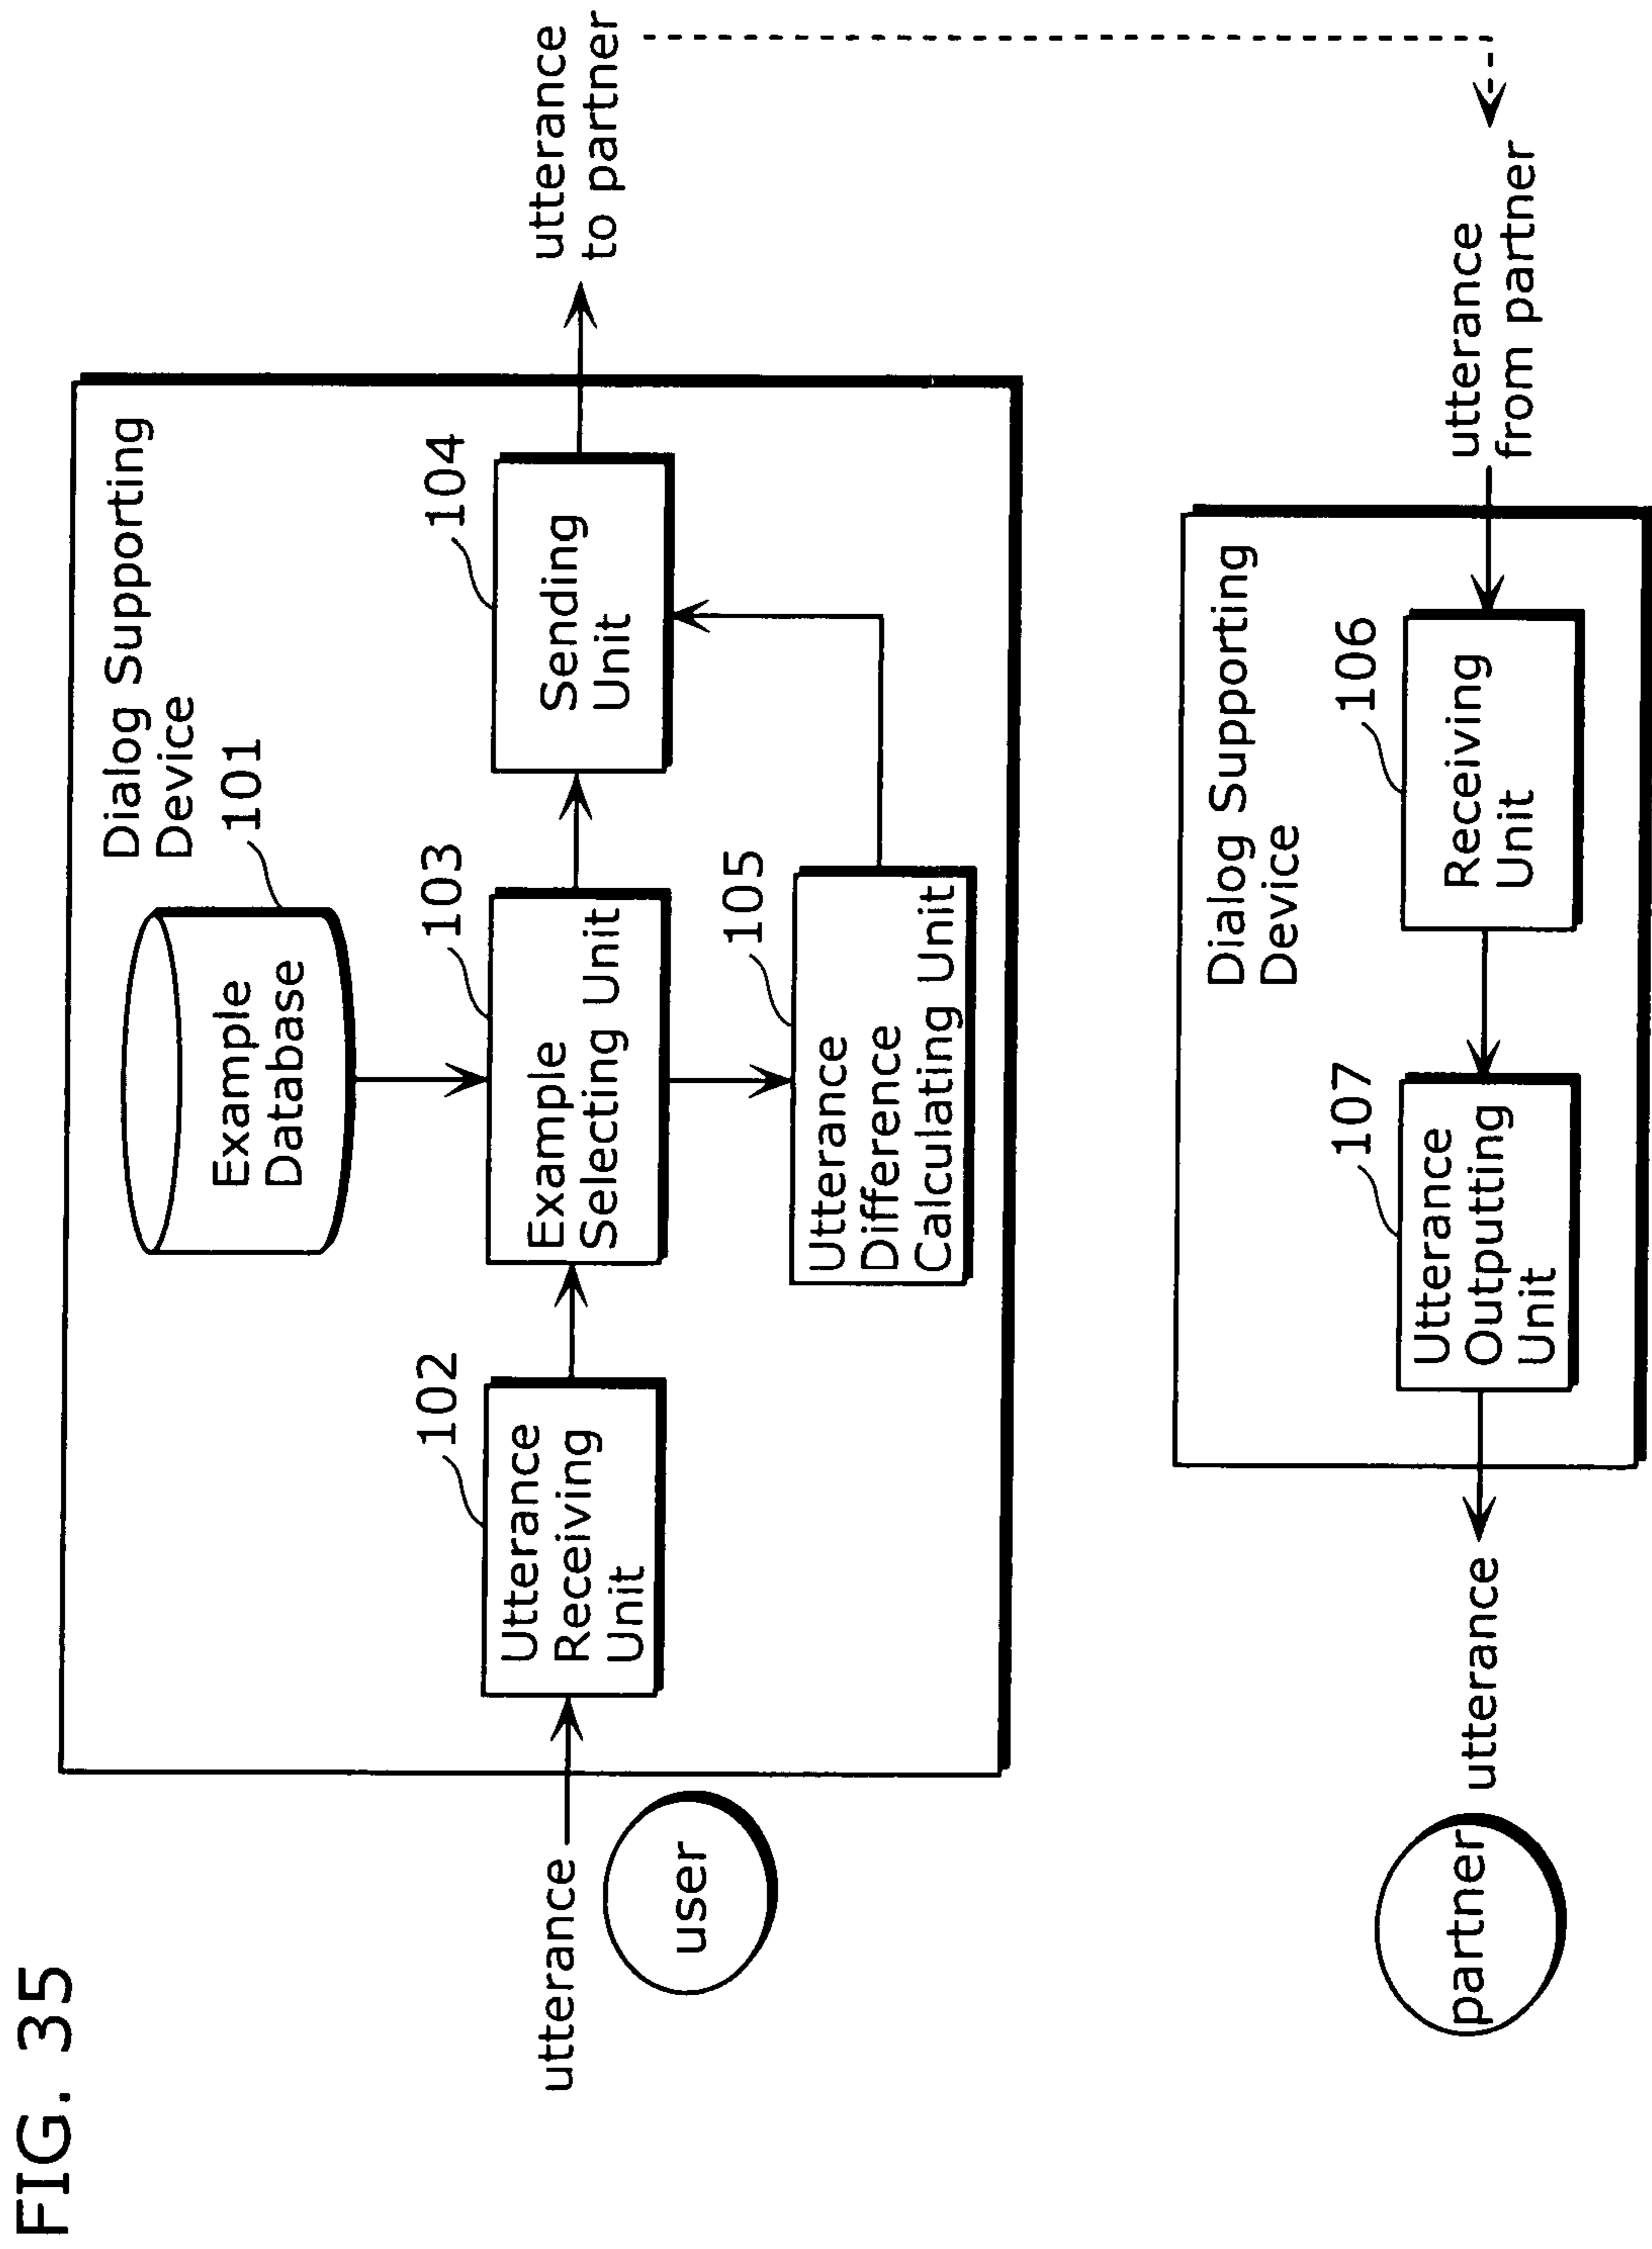 FIG. 35
Dialog Supporting
Device
101
Example
Database
102
103
104
utterance
Utterance
Receiving
Unit
Example
Selecting Unit
Sending
Unit
utterance
to partner
user
105
Utterance
Difference
Calculating Unit
Dialog Supporting
Device
107
106
partner
utterance
Utterance
Outputting
Unit
Receiving
Unit
utterance
from partner